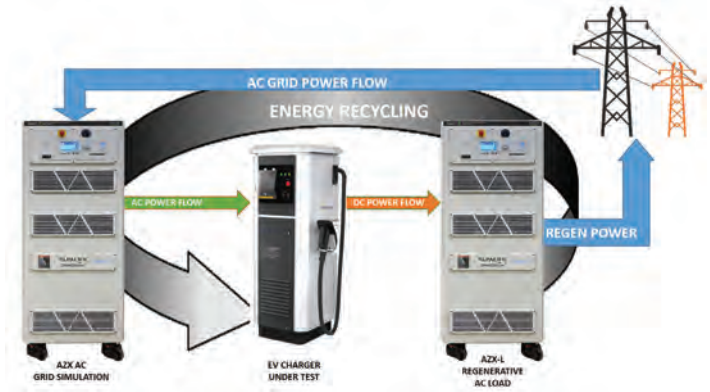 AC GRID POWER FLOW
ENERGY RECYCLING
AC POWER FLOW
DC POWER FLOW
REGEN POWER
AZX AC
GRID SIMULATION
EV CHARGER
UNDER TEST
AZX-L
REGENERATIVE
AC LOAD